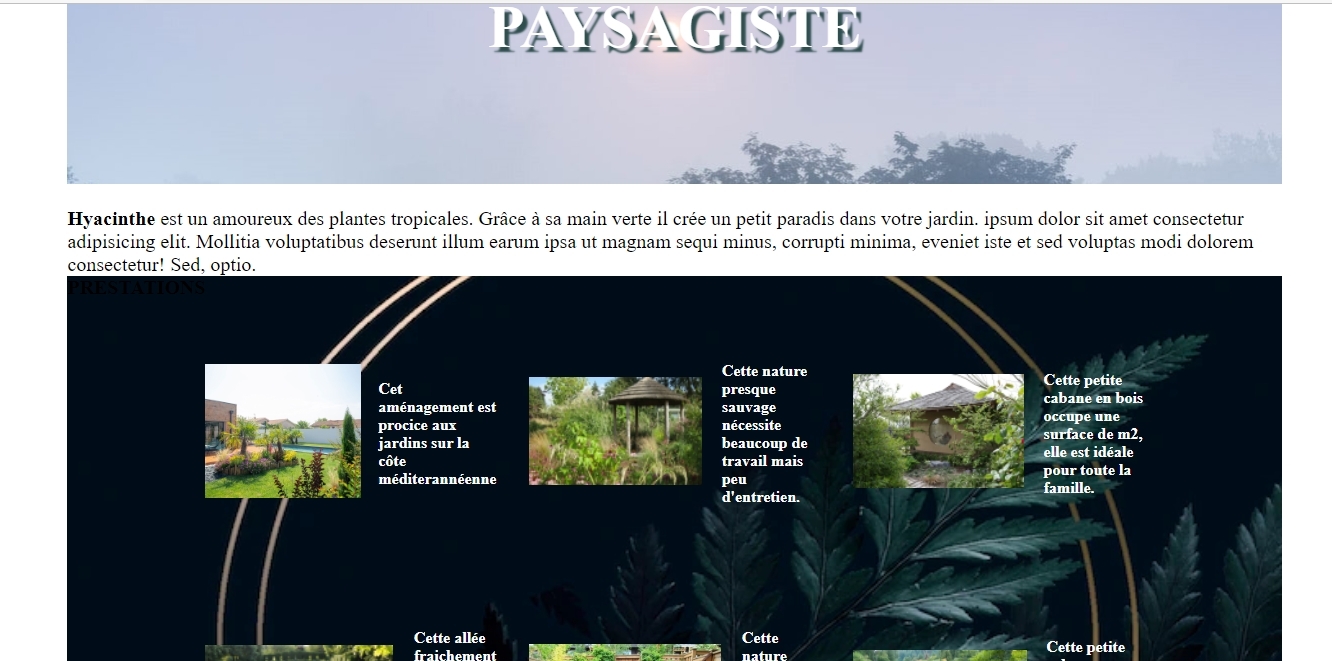 PAYSAGISTE
Hyacinthe est un amoureux des plantes tropicales. Grâce à sa main verte il crée un petit paradis dans votre jardin. ipsum dolor sit amet consectetur
adipisicing elit. Mollitia voluptatibus deserunt illum earum ipsa ut magnam sequi minus, corrupti minima, eveniet iste et sed voluptas modi dolorem
consectetur! Sed, optio.
PRESTATIONS
Cet
aménagement est
procice aux
jardins sur la
côte
méditerannéenne
Cette nature
presque
sauvage
nécessite
beaucoup de
travail mais
peu
d'entretien.
Cette petite
cabane en bois
occupe une
surface de m2,
elle est idéale
pour toute la
famille.
Cette allée
fraichement
Cette
nature
Cette petite